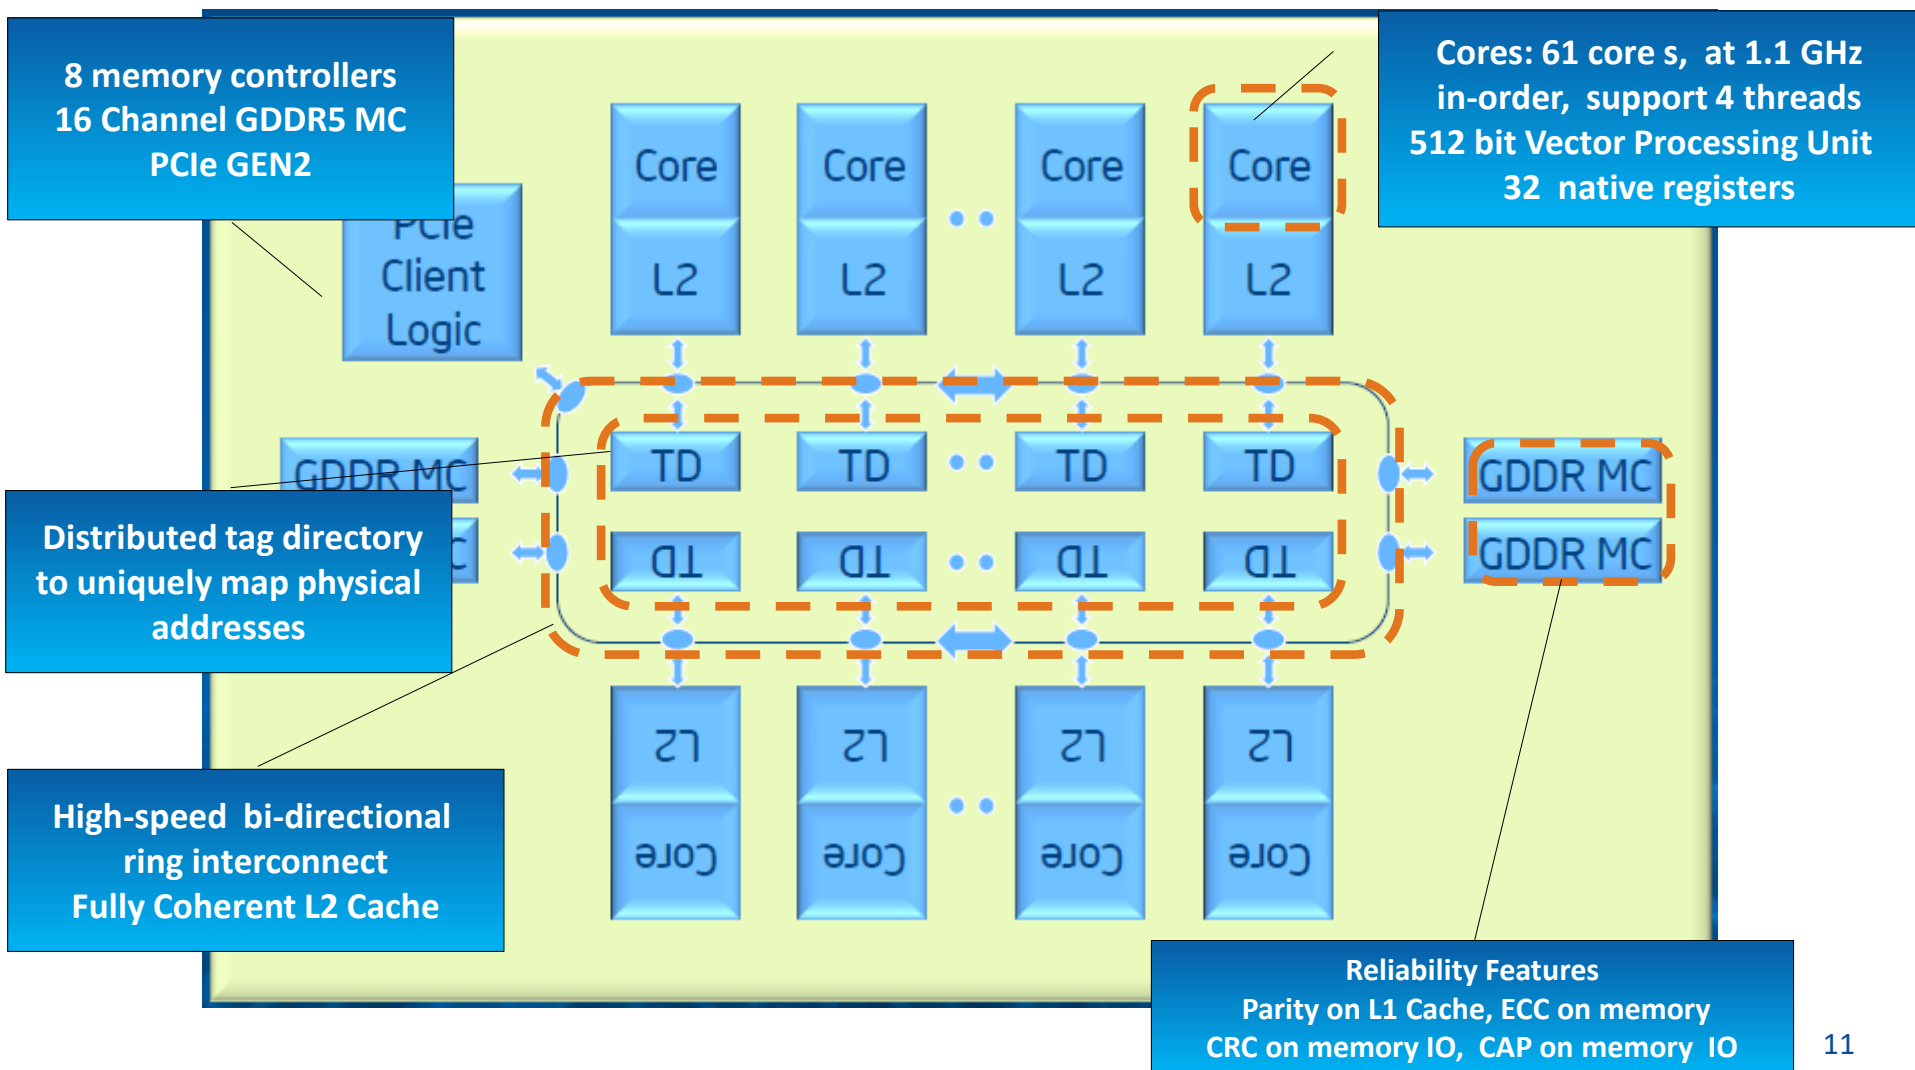 8 memory controllers
16 Channel GDDR5 MC
PCIe GEN2
Cores: 61 core s, at 1.1 GHz
in-order, support 4 threads
512 bit Vector Processing Unit
32 native registers
PCIe
Client
Logic
Core
Core
Core
Core
L2
L2
L2
L2
GDDR MC
TD
TD
TD
TD
GDDR MC
Distributed tag directory
to uniquely map physical
addresses
C
TD
TD
TD
TD
GDDR MC
High-speed bi-directional
ring interconnect
Fully Coherent L2 Cache
L2
L2
L2
L2
Core
Core
Core
Core
Reliability Features
Parity on L1 Cache, ECC on memory
CRC on memory IO, CAP on memory IO
11